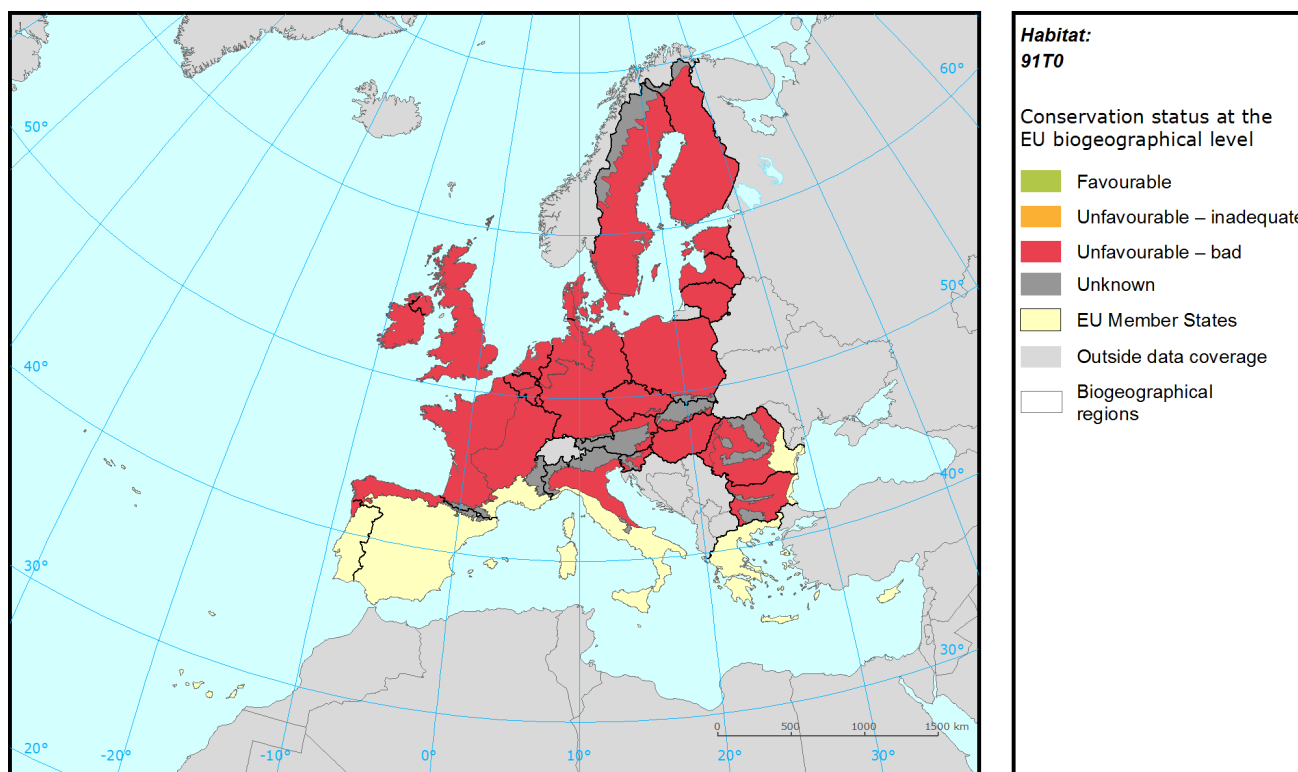 60°
50°
50°
40°
40°
30°
30°
20°
-20°
-10°
0°
10°
20°
30°
0 500 1000 1500 km
Habitat:
91T0
Conservation status at the
EU biogeographical level
Favourable
Unfavourable – inadequate
Unfavourable – bad
Unknown
EU Member States
Outside data coverage
Biogeographical
regions